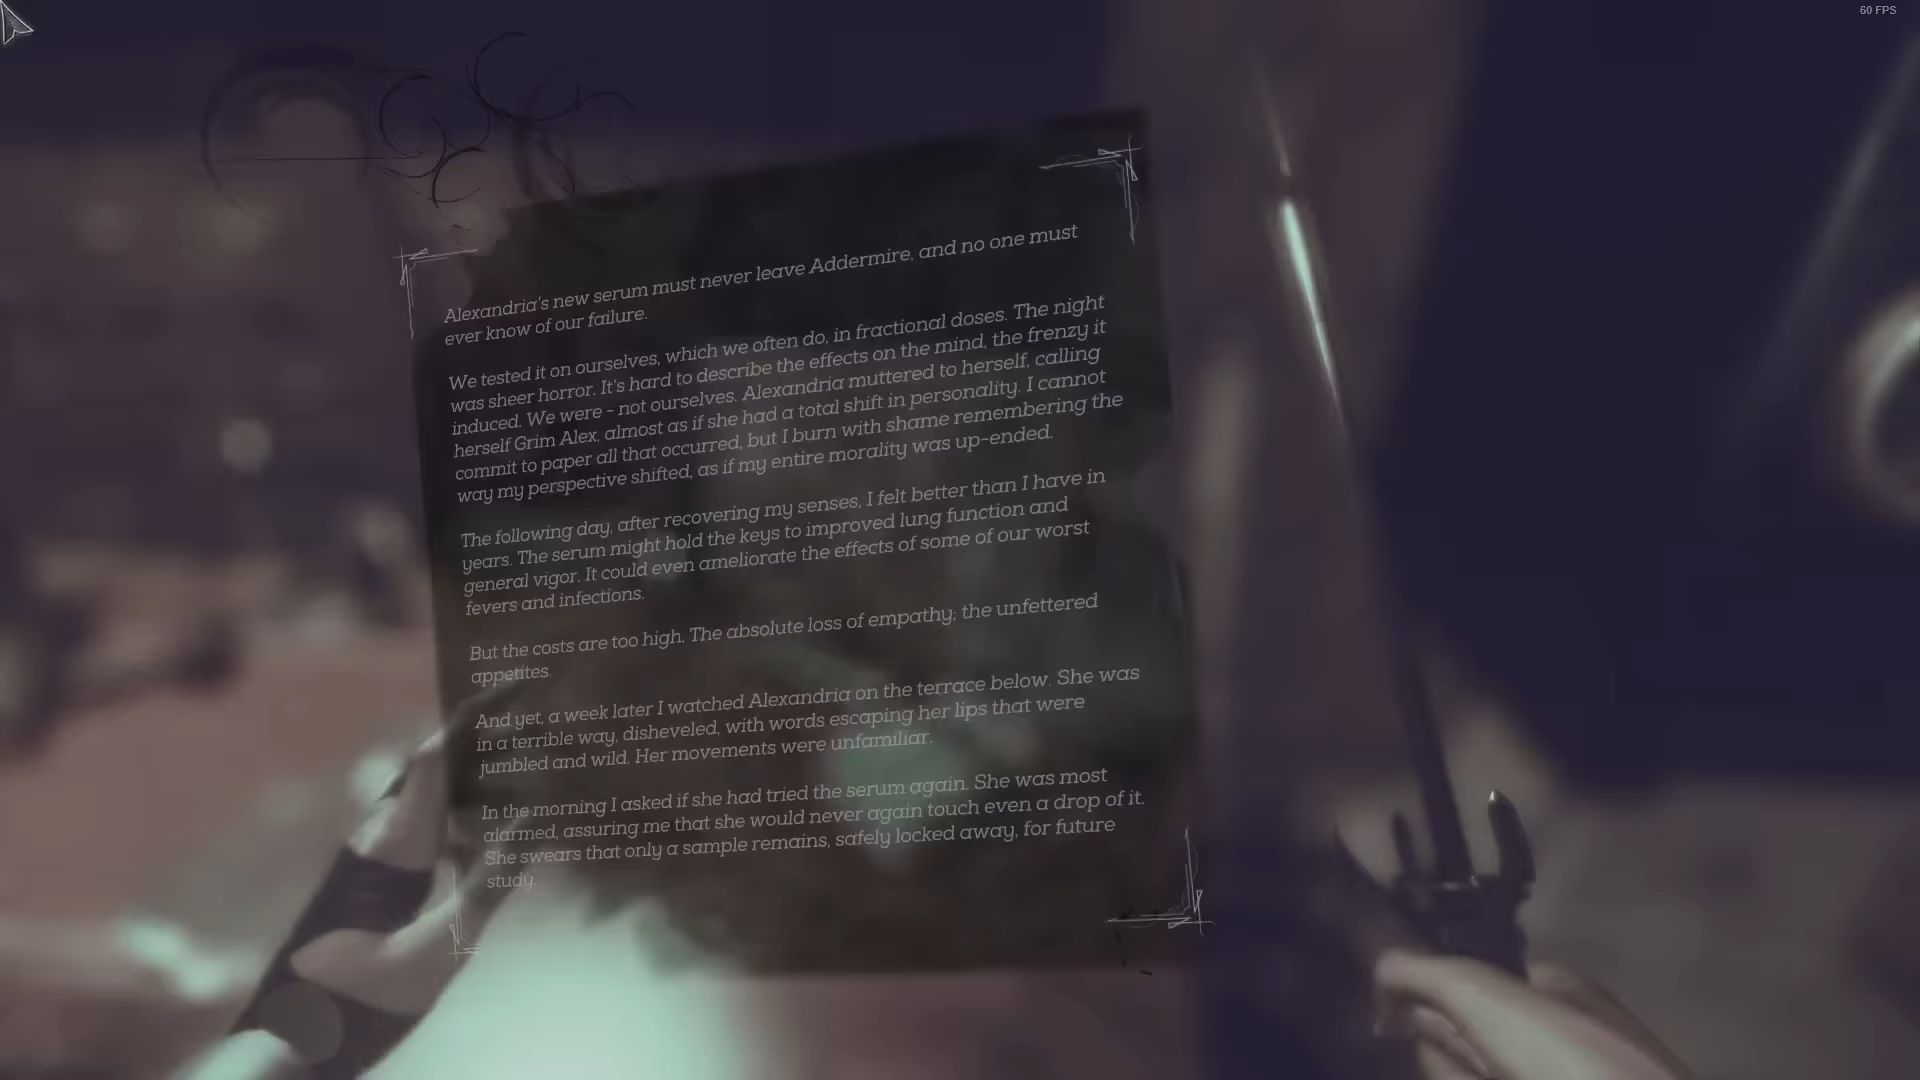 60 FPS
Alexandria's new serum must never leave Addermire, and no one must
ever know of our failure.
We tested it on ourselves, which we often do, in fractional doses. The night
was sheer horror. It's hard to describe the effects on the mind, the frenzy it
induced. We were - not ourselves. Alexandria muttered to herself, calling
herself Grim Alex, almost as if she had a total shift in personality. I cannot
commit to paper all that occurred, but I burn with shame remembering the
way my perspective shifted, as if my entire morality was up-ended.
The following day, after recovering my senses, I felt better than I have in
years. The serum might hold the keys to improved lung function and
general vigor. It could even ameliorate the effects of some of our worst
fevers and infections.
But the costs are too high. The absolute loss of empathy; the unfettered
appetites.
And yet, a week later I watched Alexandria on the terrace below. She was
in a terrible way, disheveled, with words escaping her lips that were
jumbled and wild. Her movements were unfamiliar.
In the morning I asked if she had tried the serum again. She was most
alarmed, assuring me that she would never again touch even a drop of it.
She swears that only a sample remains, safely locked away, for future
study.